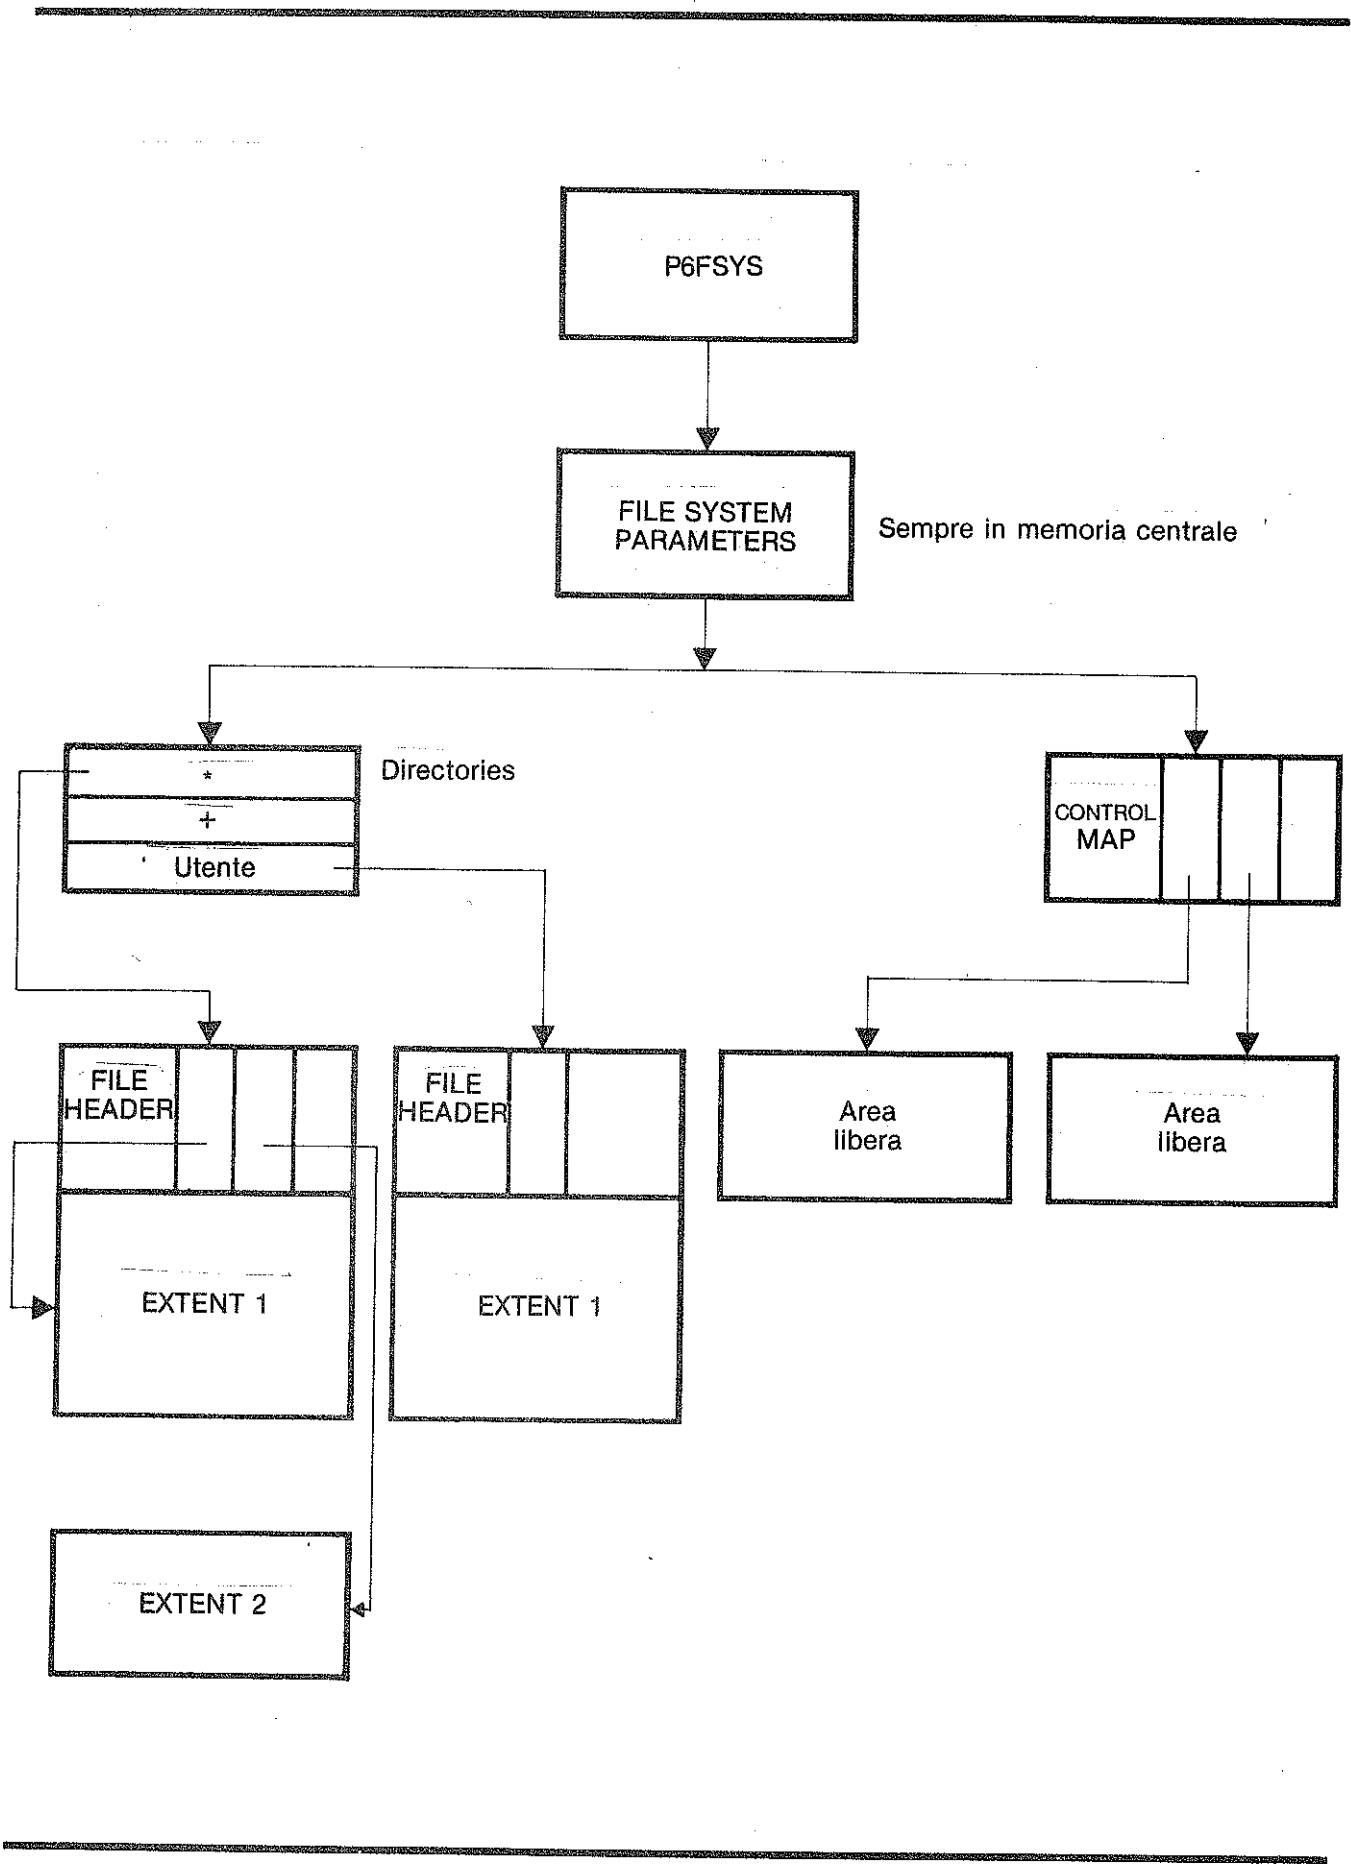 P6FSYS
FILE SYSTEM
PARAMETERS
Sempre in memoria centrale
*
Directories
+
Utente
CONTROL
MAP
FILE
HEADER
FILE
HEADER
Area
libera
Area
libera
EXTENT 1
EXTENT 1
EXTENT 2